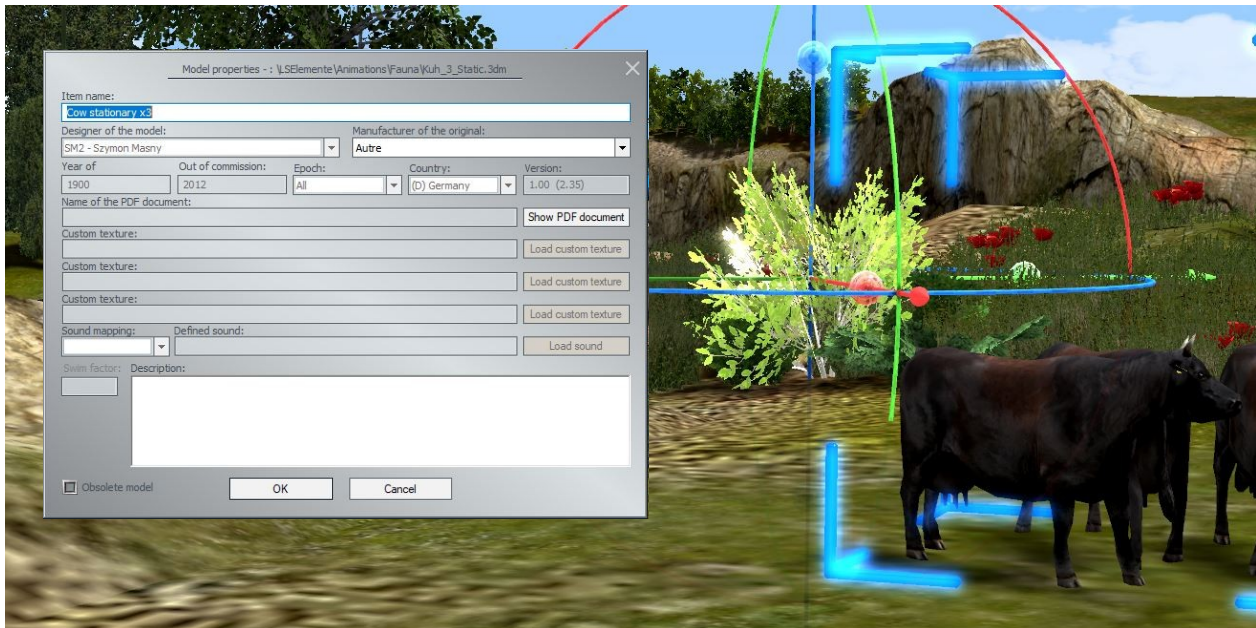 Model properties - : \LSElemente\Animations\Fauna\Kuh_3_Static.3dm
Item name:
Cow stationary x3
Designer of the model: Manufacturer of the original:
SM2 - Szymon Masny Autre
Year of Out of commission: Epoch: Country: Version:
1900 2012 All (D) Germany 1.00 (2.35)
Name of the PDF document:
Show PDF document
Custom texture:
Load custom texture
Custom texture:
Load custom texture
Custom texture:
Load custom texture
Sound mapping: Defined sound:
Load sound
Swim factor: Description:
Obsolete model OK Cancel